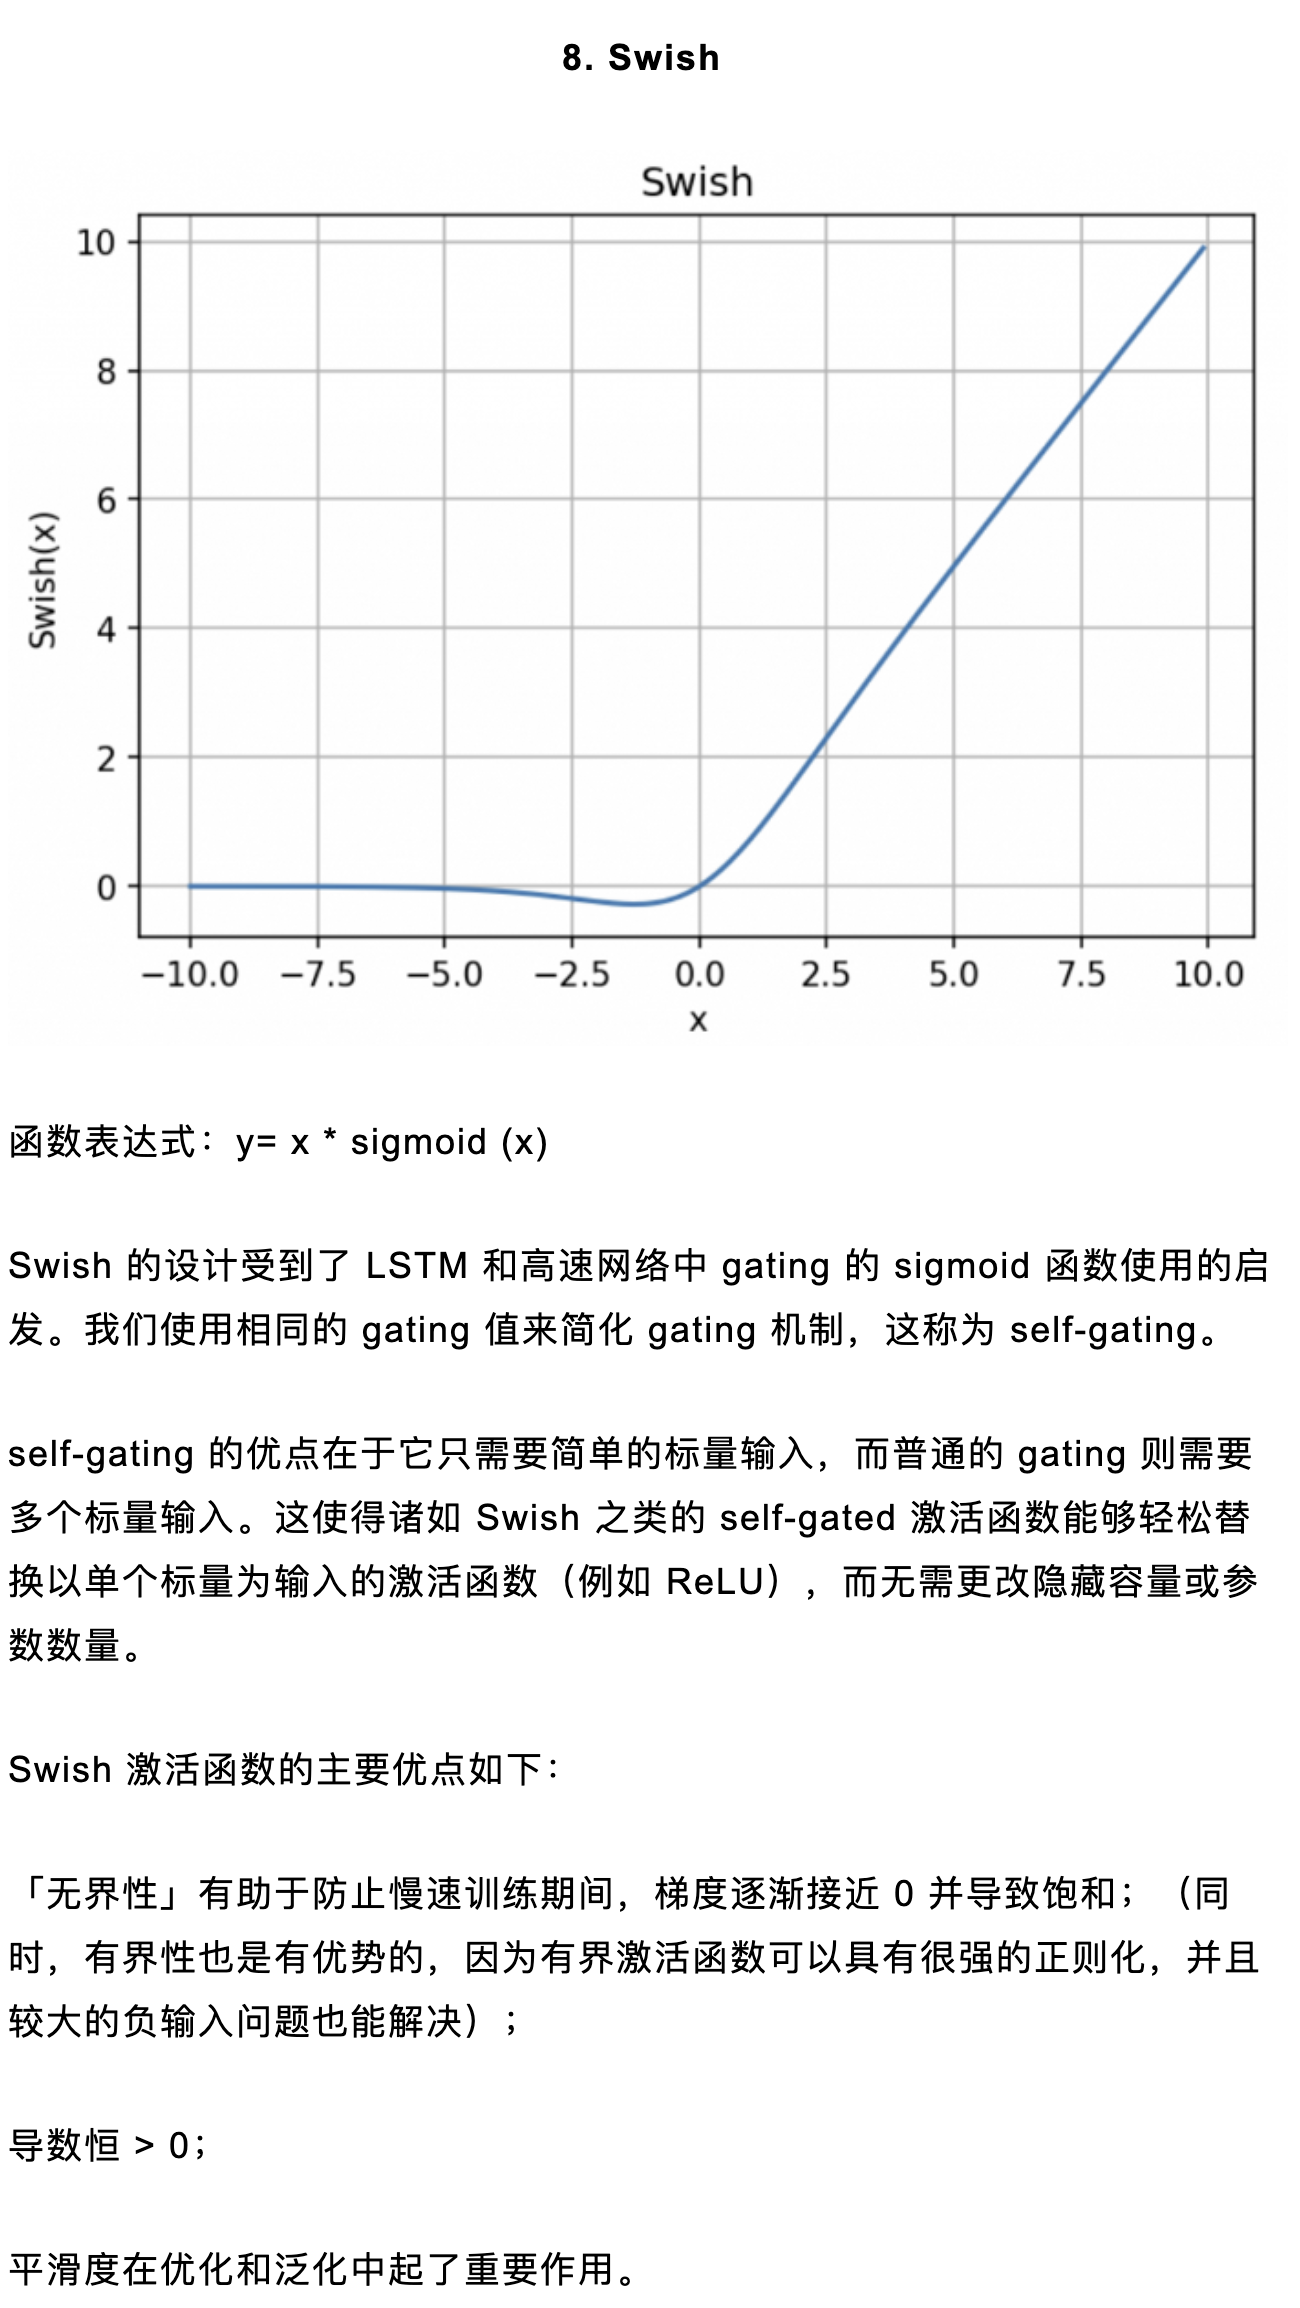 8. Swish
Swish
10
8
6
4
2
0
Swish(x)
−10.0 −7.5 −5.0 −2.5 0.0 2.5 5.0 7.5 10.0
x
函数表达式：y= x * sigmoid (x)
Swish 的设计受到了 LSTM 和高速网络中 gating 的 sigmoid 函数使用的启
发。我们使用相同的 gating 值来简化 gating 机制，这称为 self-gating。
self-gating 的优点在于它只需要简单的标量输入，而普通的 gating 则需要
多个标量输入。这使得诸如 Swish 之类的 self-gated 激活函数能够轻松替
换以单个标量为输入的激活函数（例如 ReLU），而无需更改隐藏容量或参
数数量。
Swish 激活函数的主要优点如下：
「无界性」有助于防止慢速训练期间，梯度逐渐接近 0 并导致饱和；（同
时，有界性也是有优势的，因为有界激活函数可以具有很强的正则化，并且
较大的负输入问题也能解决）；
导数恒 > 0；
平滑度在优化和泛化中起了重要作用。